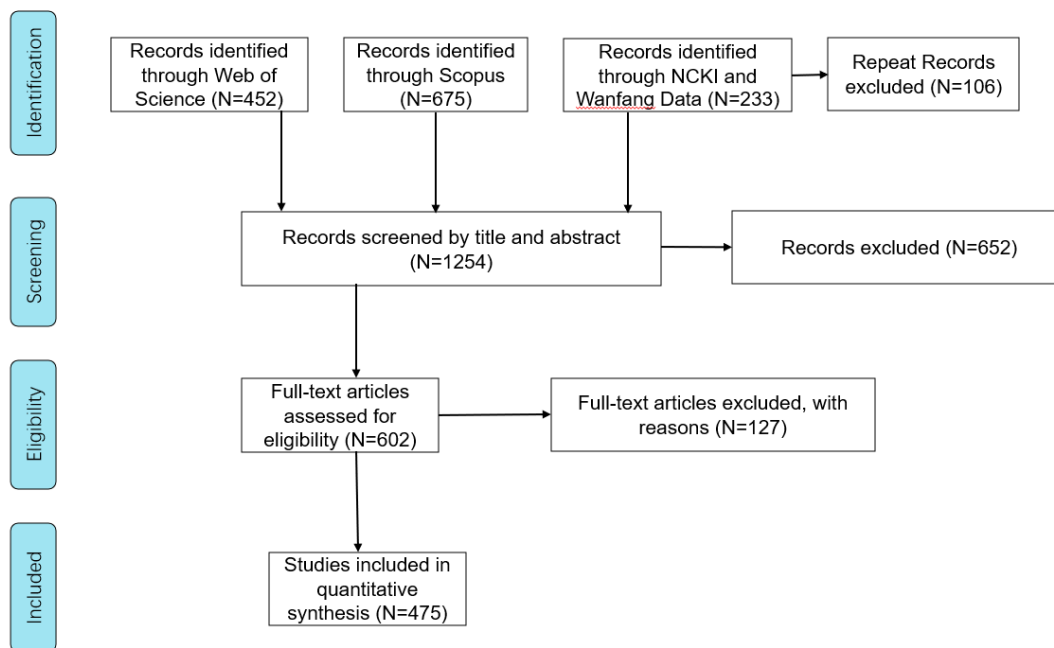 Identification
Records identified
through Web of
Science (N=452)
Records identified
through Scopus
(N=675)
Records identified
through NCKI and
Wanfang Data (N=233)
Repeat Records
excluded (N=106)
Screening
Records screened by title and abstract
(N=1254)
Records excluded (N=652)
Eligibility
Full-text articles
assessed for
eligibility (N=602)
Full-text articles excluded, with
reasons (N=127)
Included
Studies included in
quantitative
synthesis (N=475)